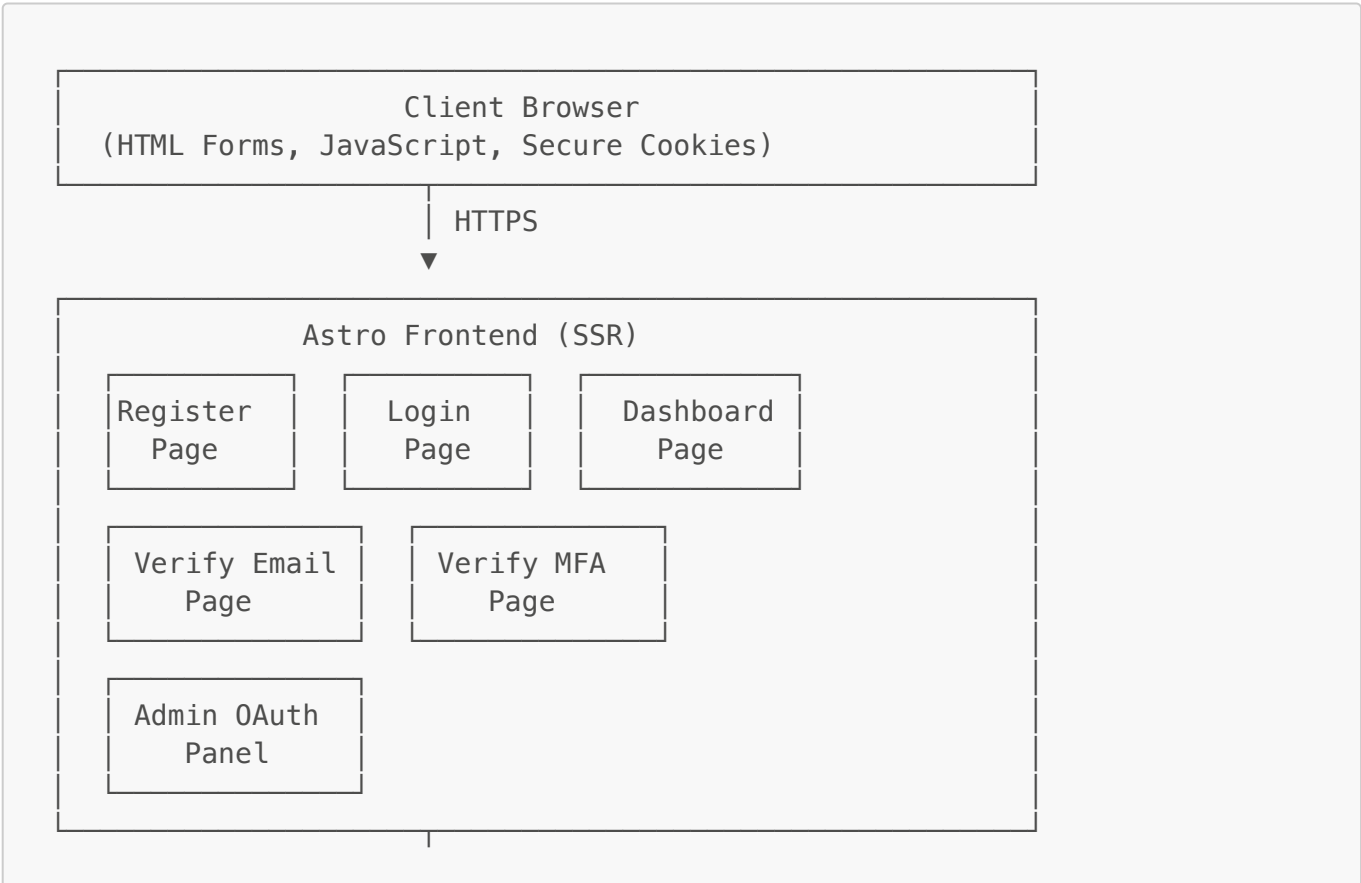 Client Browser
(HTML Forms, JavaScript, Secure Cookies)
HTTPS
Astro Frontend (SSR)
Register Login Dashboard
Page Page Page
Verify Email Verify MFA
Page Page
Admin OAuth
Panel